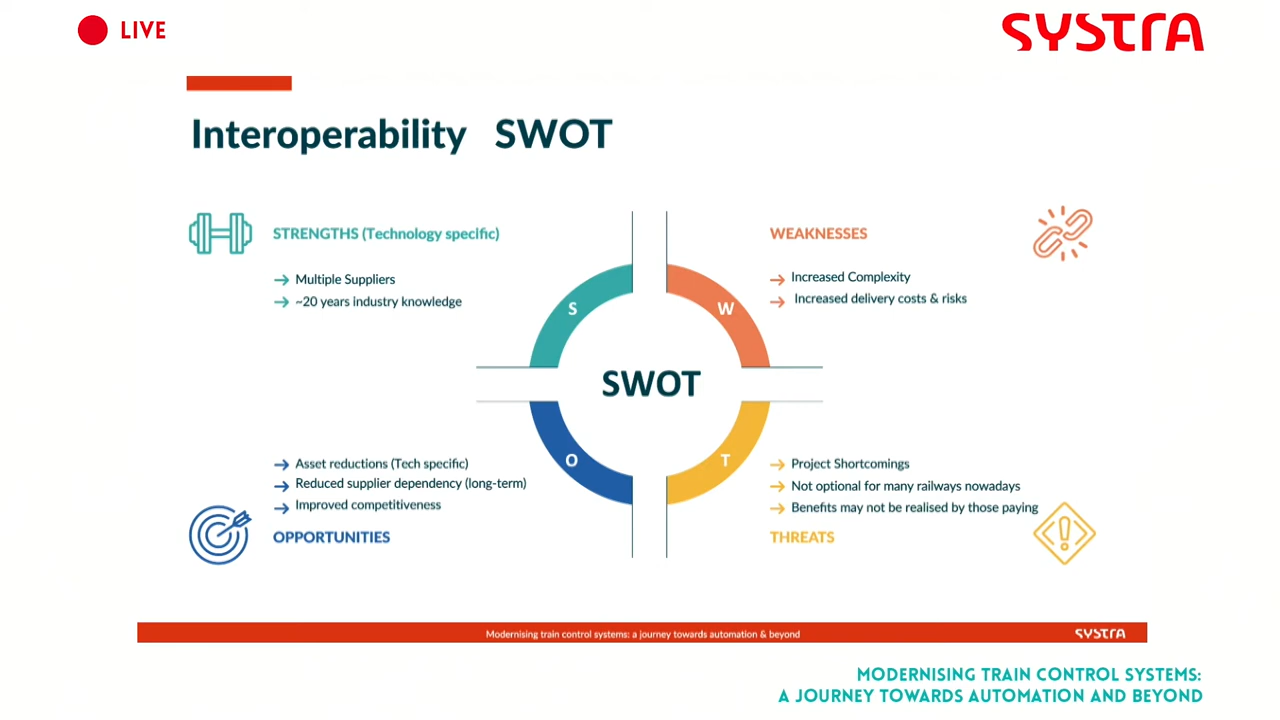 LIVE
SYSTRA
Interoperability SWOT
STRENGTHS (Technology specific)
Multiple Suppliers
~20 years industry knowledge
WEAKNESSES
Increased Complexity
Increased delivery costs & risks
S
W
SWOT
O
T
Asset reductions (Tech specific)
Reduced supplier dependency (long-term)
Improved competitiveness
OPPORTUNITIES
Project Shortcomings
Not optional for many railways nowadays
Benefits may not be realised by those paying
THREATS
Modernising train control systems: a journey towards automation & beyond
SYSTRA
MODERNISING TRAIN CONTROL SYSTEMS:
A JOURNEY TOWARDS AUTOMATION AND BEYOND